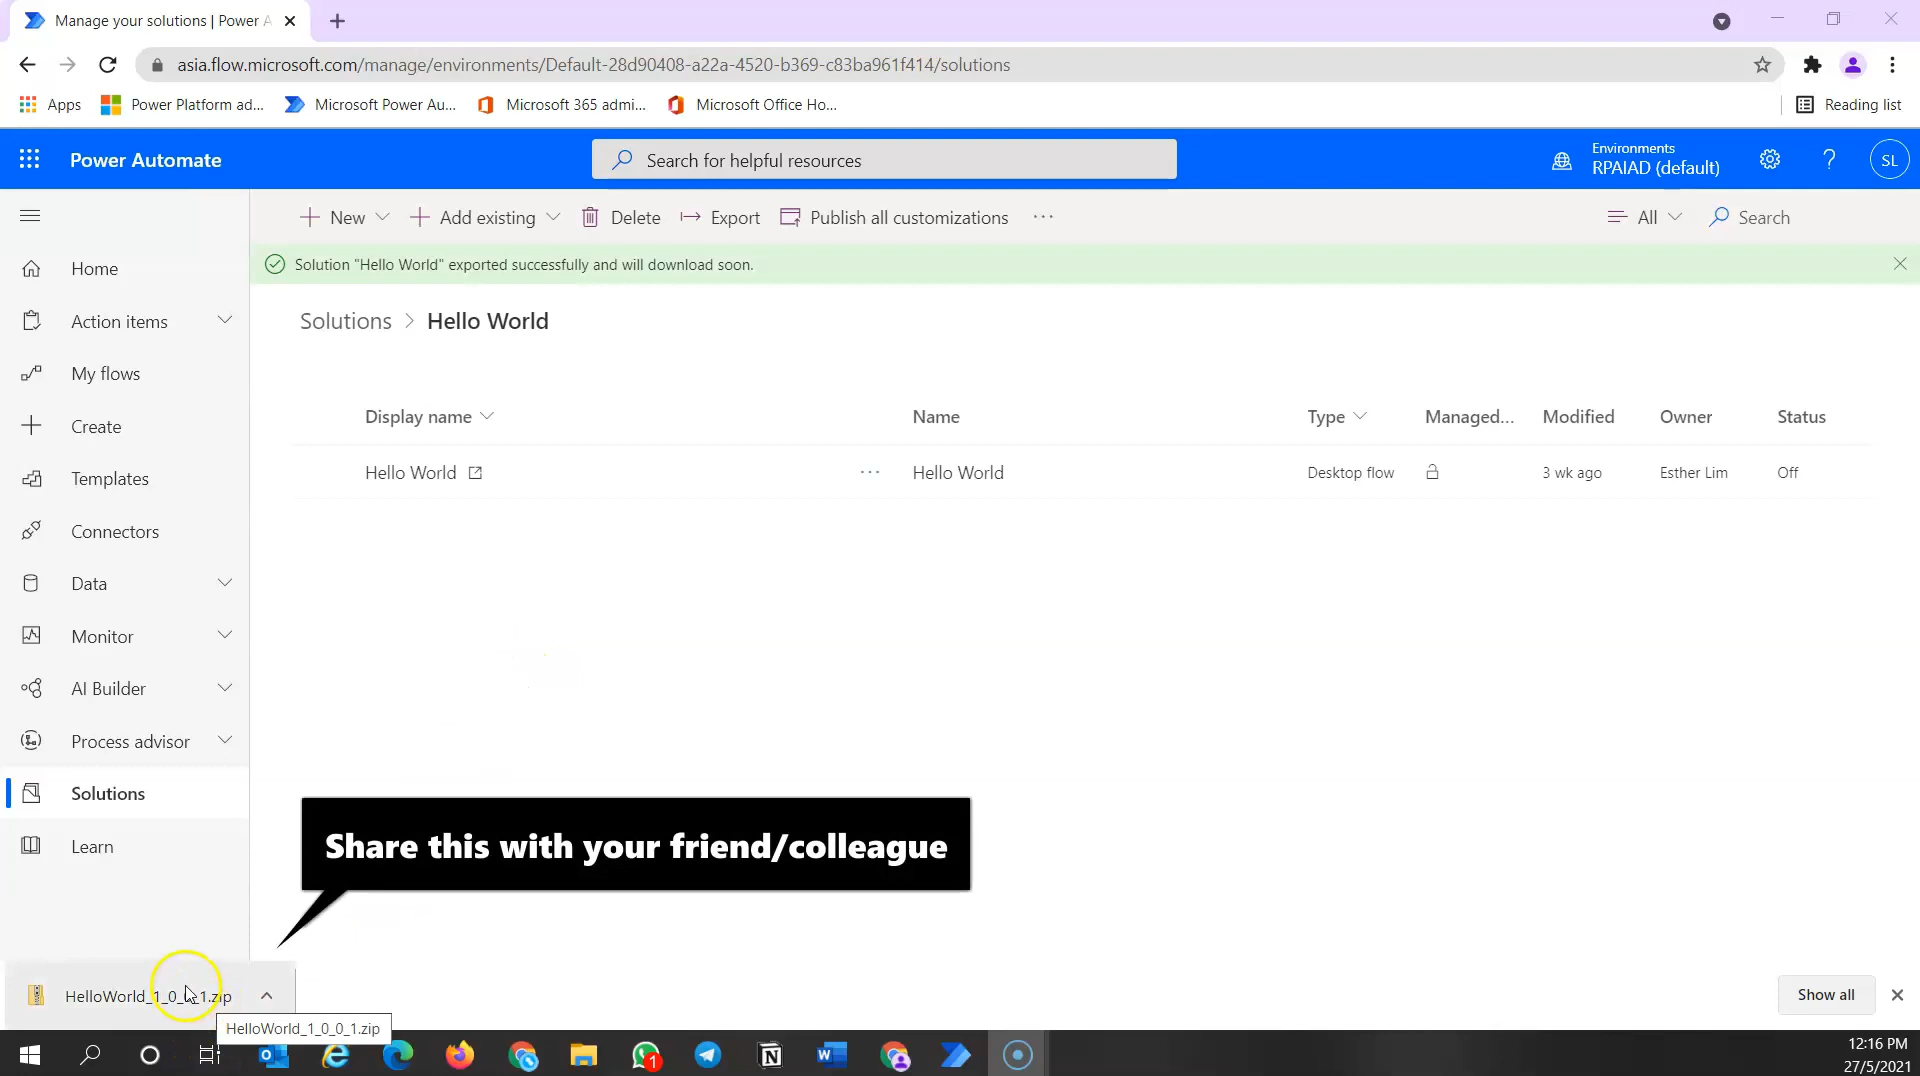 Manage your solutions | Power A
asia.flow.microsoft.com/manage/environments/Default-28d90408-a22a-4520-b369-c83ba961f414/solutions
Apps
Power Platform ad...
Microsoft Power Au...
Microsoft 365 admi...
Microsoft Office Ho...
Reading list
Power Automate
Search for helpful resources
Environments
RPAIAD (default)
?
SL
New
Add existing
Delete
Export
Publish all customizations
...
All
Search
Solution "Hello World" exported successfully and will download soon.
Home
Action items
My flows
Create
Templates
Connectors
Data
Monitor
AI Builder
Process advisor
Solutions
Learn
Solutions > Hello World
Display name
Name
Type
Managed...
Modified
Owner
Status
Hello World
...
Hello World
Desktop flow
3 wk ago
Esther Lim
Off
Share this with your friend/colleague
HelloWorld_1_0_0_1.zip
HelloWorld_1_0_0_1.zip
Show all
1
12:16 PM
27/5/2021